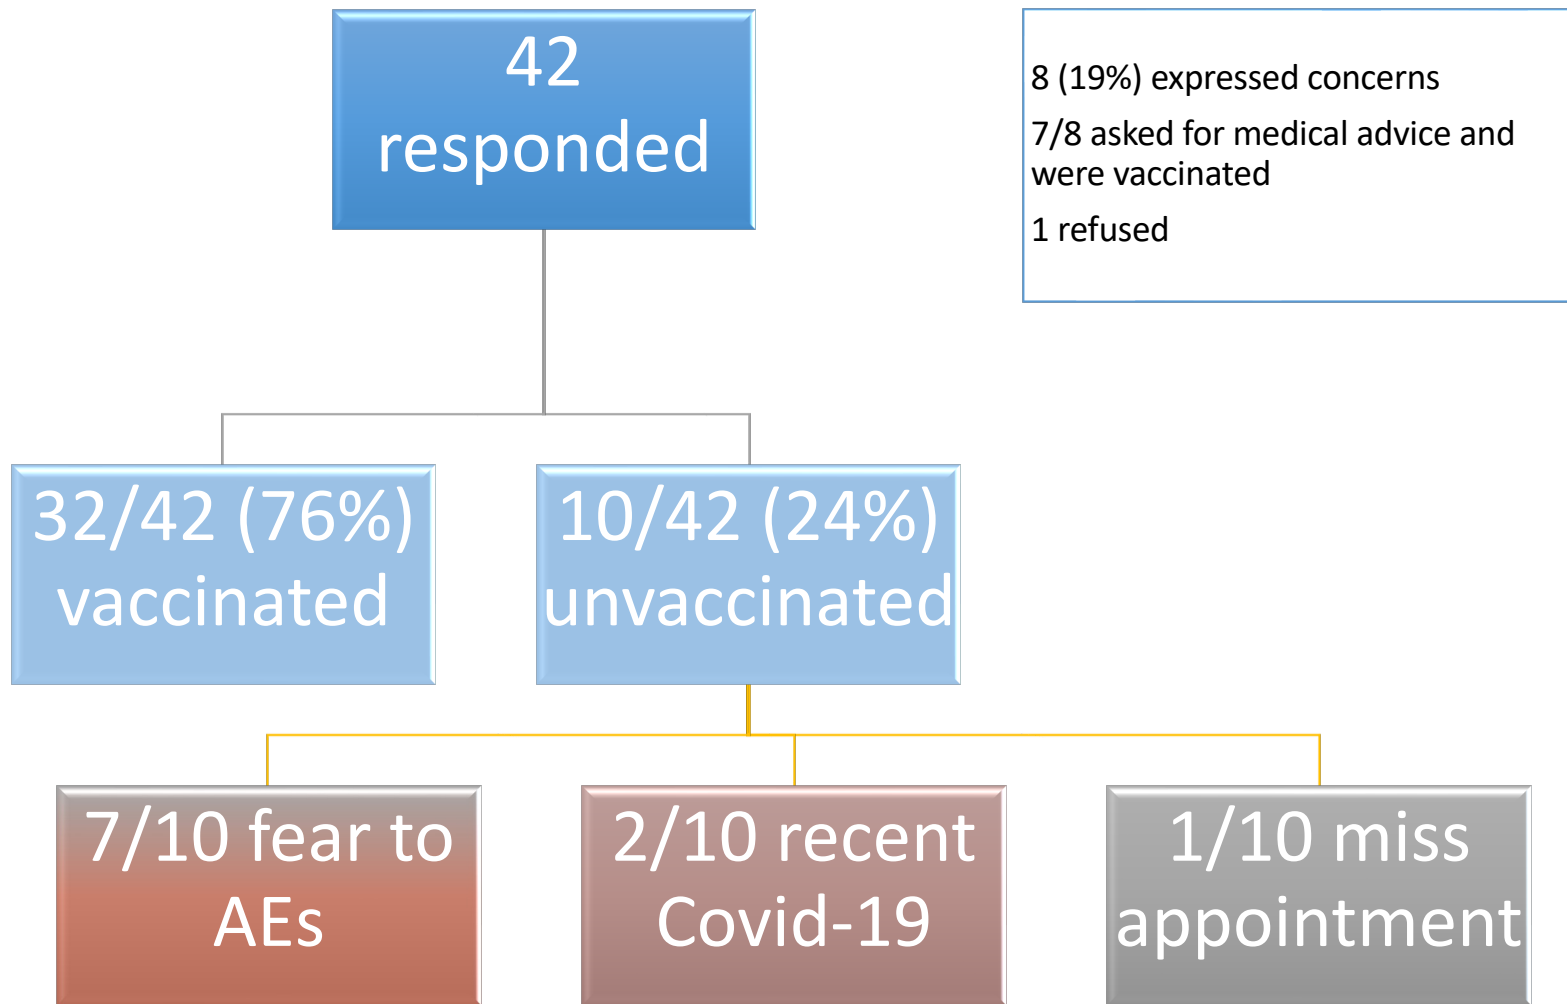 42
responded
8 (19%) expressed concerns
7/8 asked for medical advice and
were vaccinated
1 refused
32/42 (76%)
vaccinated
10/42 (24%)
unvaccinated
7/10 fear to
AEs
2/10 recent
Covid-19
1/10 miss
appointment